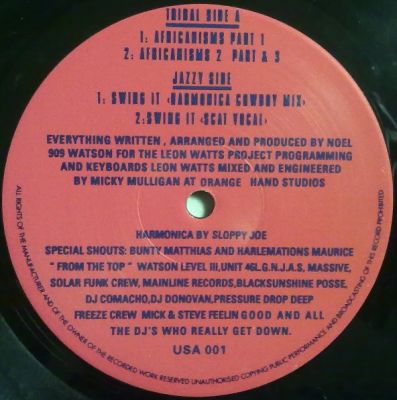 TRIBAL SIDE A
1: AFRICANISMS PART 1
2: AFRICANISMS 2 PART & 3
JAZZY SIDE
1: SWING IT <HARMONICA COWBOY MIX>
2: SWING IT <SCAT VOCAL>
EVERYTHING WRITTEN , ARRANGED AND PRODUCED BY NOEL
909 WATSON FOR THE LEON WATTS PROJECT PROGRAMMING
AND KEYBOARDS LEON WATTS MIXED AND ENGINEERED
BY MICKY MULLIGAN AT ORANGE HAND STUDIOS
HARMONICA BY SLOPPY JOE
SPECIAL SHOUTS: BUNTY MATTHIAS AND HARLEMATIONS MAURICE
" FROM THE TOP " WATSON LEVEL III,UNIT 46L.G.N.J.A.S, MASSIVE,
SOLAR FUNK CREW, MAINLINE RECORDS,BLACKSUNSHINE POSSE,
DJ COMACHO,DJ DONOVAN,PRESSURE DROP DEEP
FREEZE CREW MICK & STEVE FEELIN GOOD AND ALL
THE DJ'S WHO REALLY GET DOWN.
USA 001
ALL RIGHTS OF THE MANUFACTURER AND OF THE OWNER OF THE RECORDED WORK RESERVED UNAUTHORISED COPYING PUBLIC PERFORMANCE AND BROADCASTING OF THIS RECORD PROHIBITED